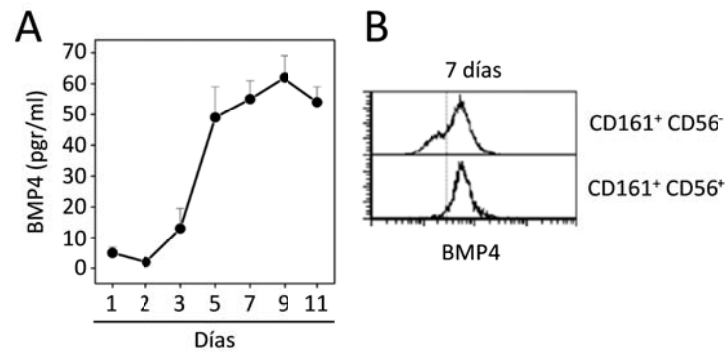 A
BMP4 (pgr/ml)
70
60
50
40
30
20
10
0
1 2 3 5 7 9 11
Días
B
7 días
CD161+ CD56-
CD161+ CD56+
BMP4